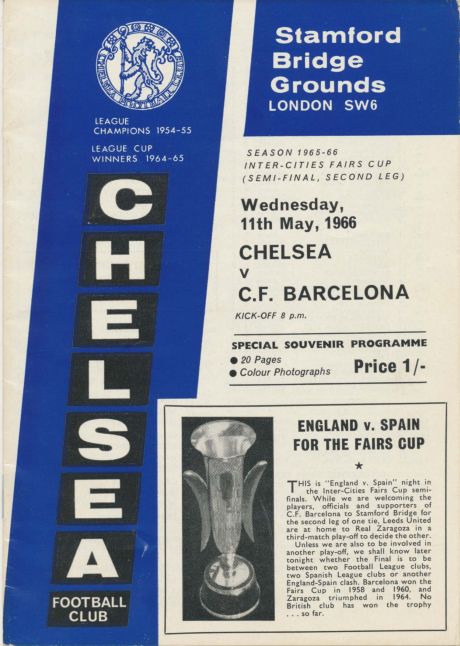 CHELSEA FOOTBALL CLUB
LEAGUE
CHAMPIONS 1954-55
LEAGUE CUP
WINNERS 1964-65
CHELSEA
FOOTBALL
CLUB
Stamford
Bridge
Grounds
LONDON SW6
SEASON 1965-66
INTER-CITIES FAIRS CUP
(SEMI-FINAL, SECOND LEG)
Wednesday,
11th May, 1966
CHELSEA
v
C.F. BARCELONA
KICK-OFF 8 p.m.
SPECIAL SOUVENIR PROGRAMME
● 20 Pages
● Colour Photographs
Price 1/-
ENGLAND v. SPAIN
FOR THE FAIRS CUP
★
THIS is "England v. Spain" night in
the Inter-Cities Fairs Cup semi-
finals. While we are welcoming the
players, officials and supporters of
C.F. Barcelona to Stamford Bridge for
the second leg of one tie, Leeds United
are at home to Real Zaragoza in a
third-match play-off to decide the other.
Unless we are also to be involved in
another play-off, we shall know later
tonight whether the Final is to be
between two Football League clubs,
two Spanish League clubs or another
England-Spain clash. Barcelona won the
Fairs Cup in 1958 and 1960, and
Zaragoza triumphed in 1964. No
British club has won the trophy
. . . so far.